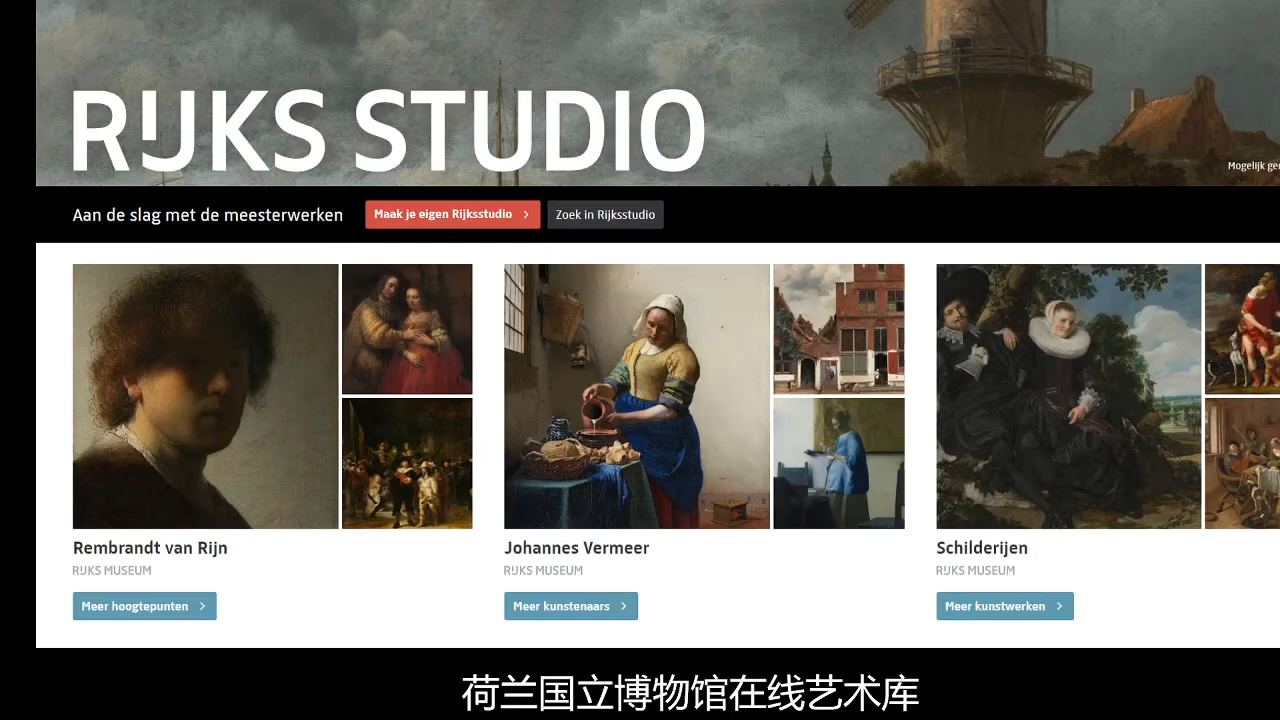 RIJKS STUDIO
Mogelijk ge
Aan de slag met de meesterwerken
Maak je eigen Rijksstudio
Zoek in Rijksstudio
Rembrandt van Rijn
RIJKS MUSEUM
Meer hoogtepunten
Johannes Vermeer
RIJKS MUSEUM
Meer kunstenaars
Schilderijen
RIJKS MUSEUM
Meer kunstwerken
荷兰国立博物馆在线艺术库